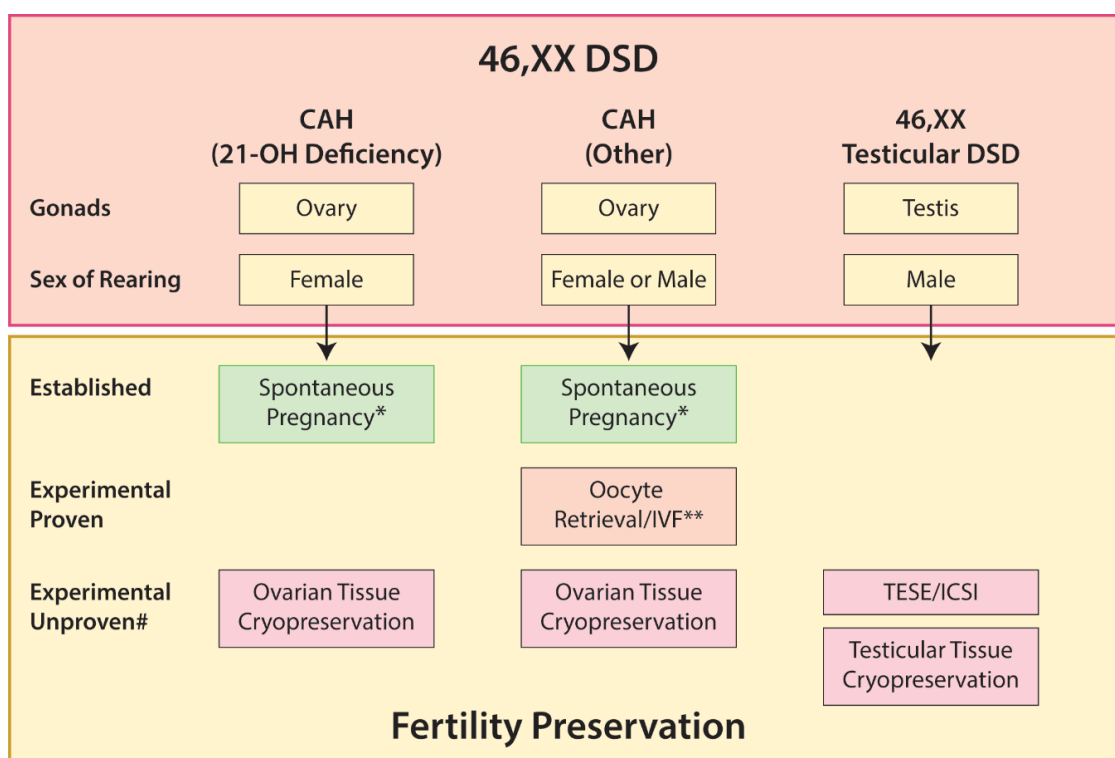 46,XX DSD
CAH
(21-OH Deficiency)
CAH
(Other)
46,XX
Testicular DSD
Gonads
Ovary
Ovary
Testis
Sex of Rearing
Female
Female or Male
Male
Established
Spontaneous
Pregnancy*
Spontaneous
Pregnancy*
Experimental
Proven
Oocyte
Retrieval/IVF**
Experimental
Unproven#
Ovarian Tissue
Cryopreservation
Ovarian Tissue
Cryopreservation
TESE/ICSI
Testicular Tissue
Cryopreservation
Fertility Preservation